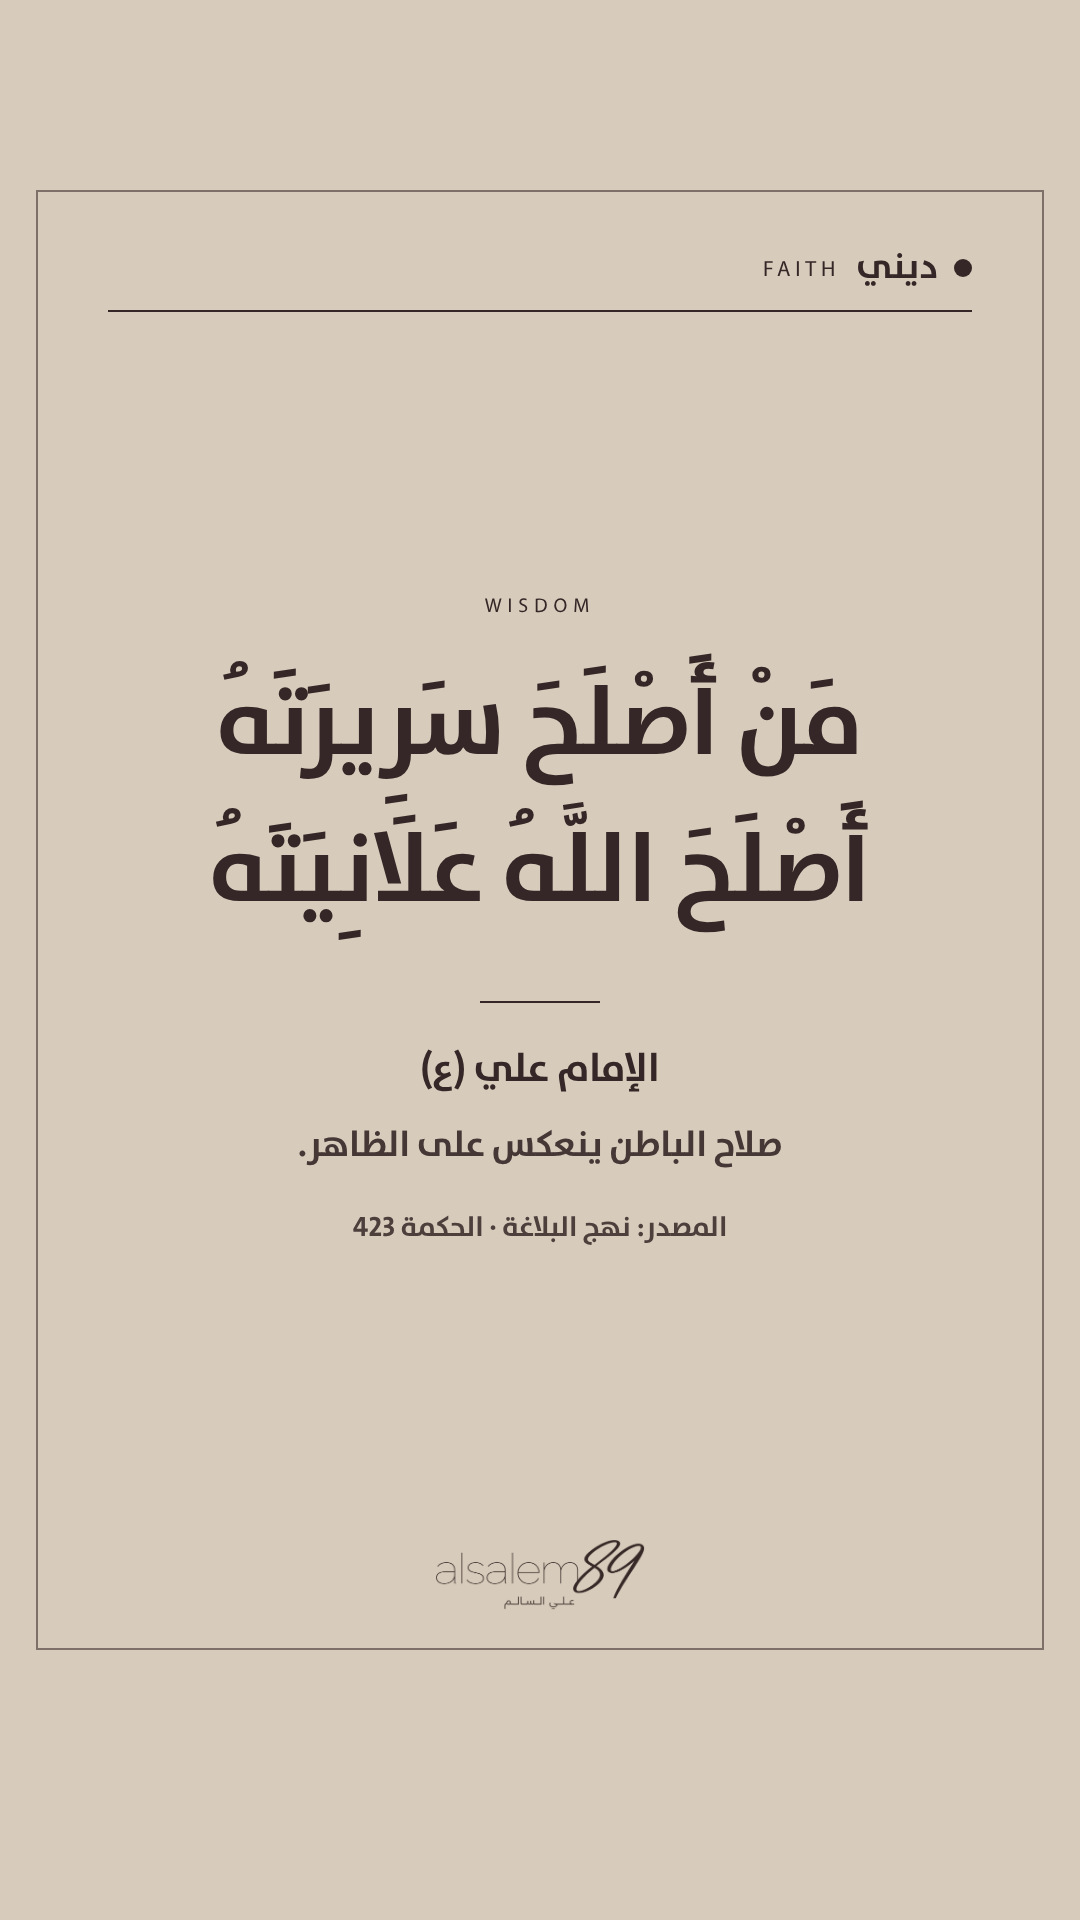 ديني FAITH
WISDOM
مَنْ أَصْلَحَ سَرِيرَتَهُ
أَصْلَحَ اللَّهُ عَلَانِيَتَهُ
الإمام علي (ع)
صلاح الباطن ينعكس على الظاهر.
المصدر: نهج البلاغة · الحكمة 423
alsalem89
علي السالم